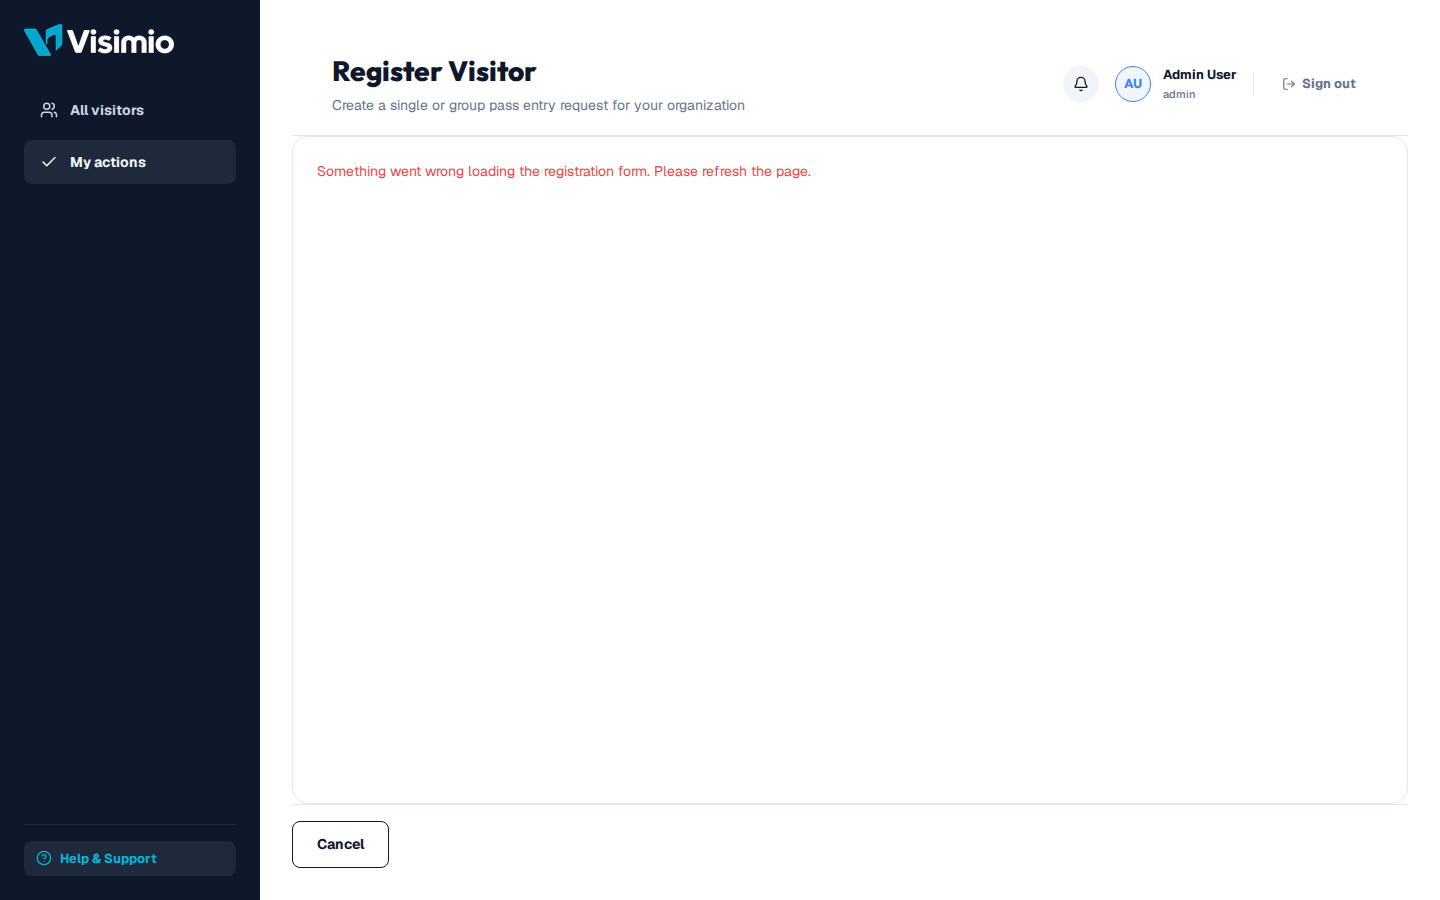 Visimio
All visitors
My actions
Help & Support
Register Visitor
Create a single or group pass entry request for your organization
AU
Admin User
admin
Sign out
Something went wrong loading the registration form. Please refresh the page.
Cancel